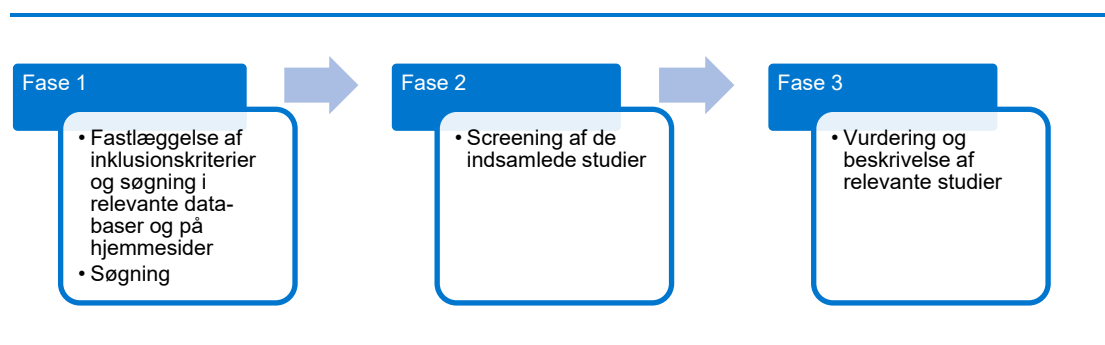 Fase 1
• Fastlæggelse af
inklusionskriterier
og søgning i
relevante data-
baser og på
hjemmesider
• Søgning
Fase 2
• Screening af de
indsamlede studier
Fase 3
• Vurdering og
beskrivelse af
relevante studier